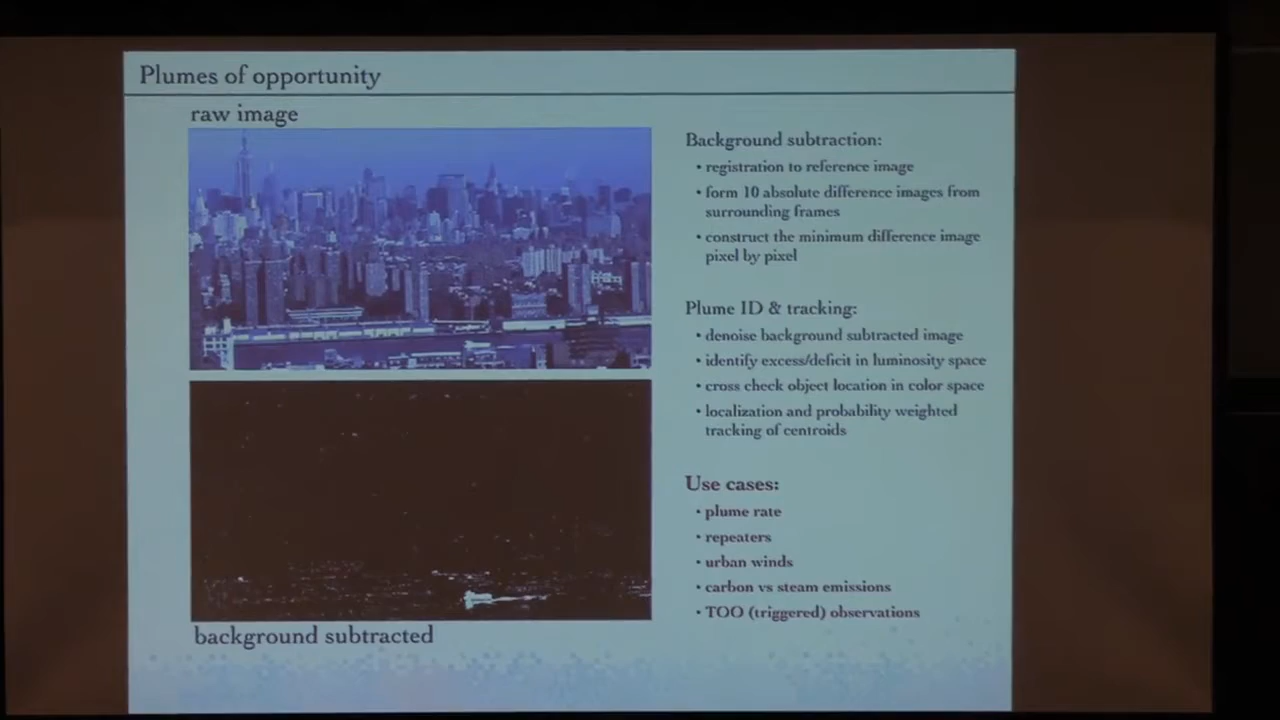 Plumes of opportunity
raw image
background subtracted
Background subtraction:
• registration to reference image
• form 10 absolute difference images from
surrounding frames
• construct the minimum difference image
pixel by pixel
Plume ID & tracking:
• denoise background subtracted image
• identify excess/deficit in luminosity space
• cross check object location in color space
• localization and probability weighted
tracking of centroids
Use cases:
• plume rate
• repeaters
• urban winds
• carbon vs steam emissions
• TOO (triggered) observations